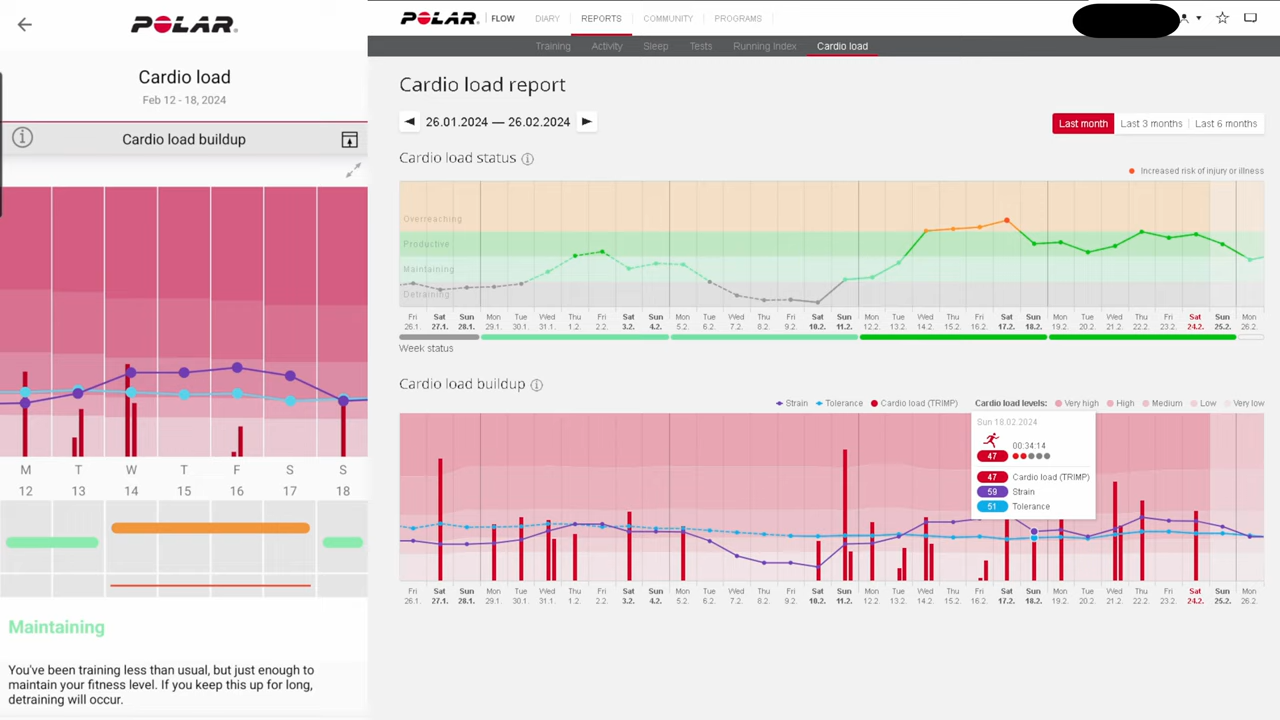 POLAR
Cardio load
Feb 12 - 18, 2024
Cardio load buildup
M T W T F S S
12 13 14 15 16 17 18
Maintaining
You've been training less than usual, but just enough to
maintain your fitness level. If you keep this up for long,
detraining will occur.
POLAR FLOW DIARY REPORTS COMMUNITY PROGRAMS
Training Activity Sleep Tests Running Index Cardio load
Cardio load report
26.01.2024 — 26.02.2024
Last month Last 3 months Last 6 months
Cardio load status
Increased risk of injury or illness
Overreaching
Productive
Maintaining
Detraining
Fri Sat Sun Mon Tue Wed Thu Fri Sat Sun Mon Tue Wed Thu Fri Sat Sun Mon Tue Wed Thu Fri Sat Sun Mon Tue Wed Thu Fri Sat Sun Mon
26.1. 27.1. 28.1. 29.1. 30.1. 31.1. 1.2. 2.2. 3.2. 4.2. 5.2. 6.2. 7.2. 8.2. 9.2. 10.2. 11.2. 12.2. 13.2. 14.2. 15.2. 16.2. 17.2. 18.2. 19.2. 20.2. 21.2. 22.2. 23.2. 24.2. 25.2. 26.2.
Week status
Cardio load buildup
Strain Tolerance Cardio load (TRIMP) Cardio load levels: Very high High Medium Low Very low
Sun 18.02.2024
00:34:14
47
47 Cardio load (TRIMP)
59 Strain
51 Tolerance
Fri Sat Sun Mon Tue Wed Thu Fri Sat Sun Mon Tue Wed Thu Fri Sat Sun Mon Tue Wed Thu Fri Sat Sun Mon Tue Wed Thu Fri Sat Sun Mon
26.1. 27.1. 28.1. 29.1. 30.1. 31.1. 1.2. 2.2. 3.2. 4.2. 5.2. 6.2. 7.2. 8.2. 9.2. 10.2. 11.2. 12.2. 13.2. 14.2. 15.2. 16.2. 17.2. 18.2. 19.2. 20.2. 21.2. 22.2. 23.2. 24.2. 25.2. 26.2.